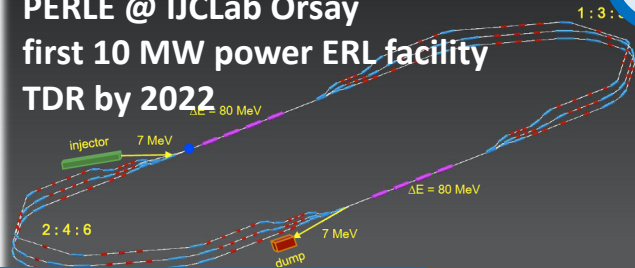 PERLE @ IJCLab Orsay
first 10 MW power ERL facility
TDR by 2022
1:3:
ΔE = 80 MeV
injector
7 MeV
ΔE = 80 MeV
2:4:6
7 MeV
dump